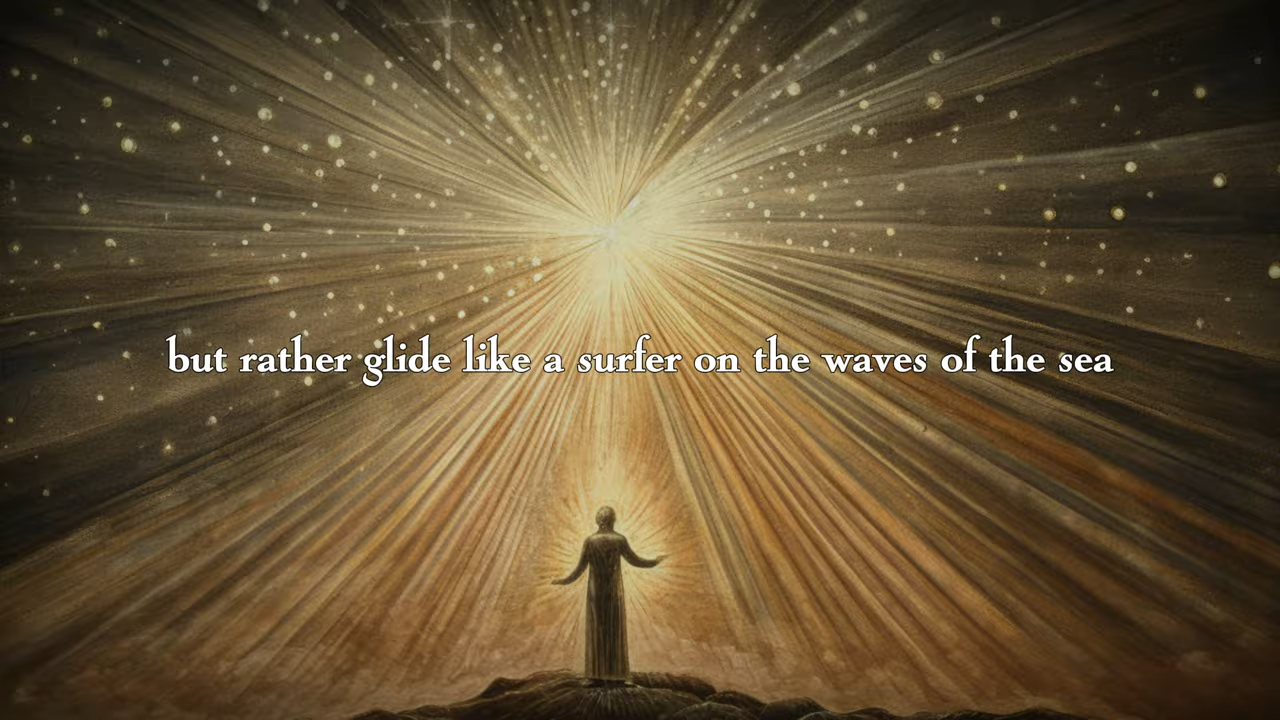 but rather glide like a surfer on the waves of the sea